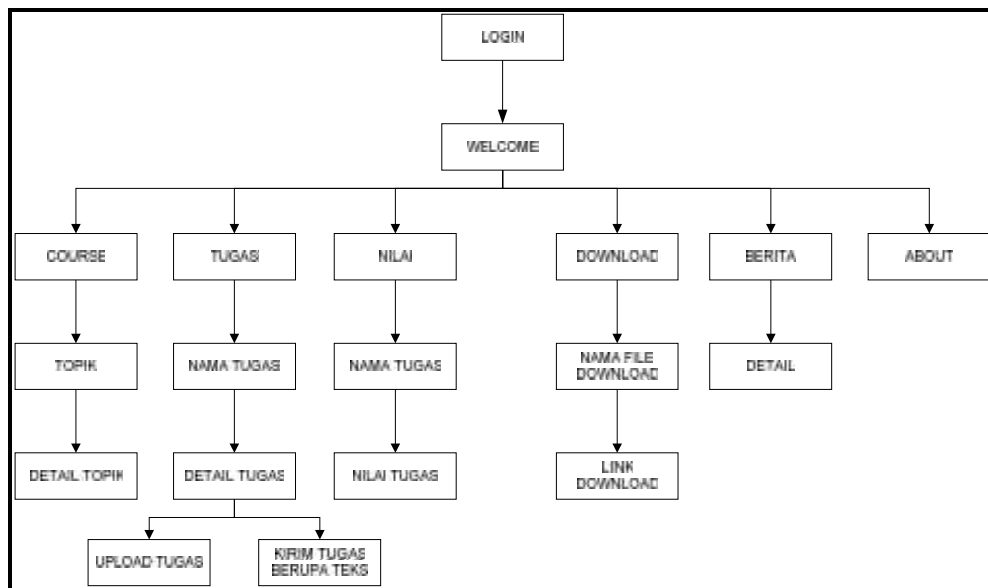 LOGIN
WELCOME
COURSE
TUGAS
NILAI
DOWNLOAD
BERITA
ABOUT
TOPIK
NAMA TUGAS
NAMA TUGAS
NAMA FILE
DOWNLOAD
DETAIL
DETAIL TOPIK
DETAIL TUGAS
NILAI TUGAS
LINK
DOWNLOAD
UPLOAD TUGAS
KIRIM TUGAS
BERUPA TEKS